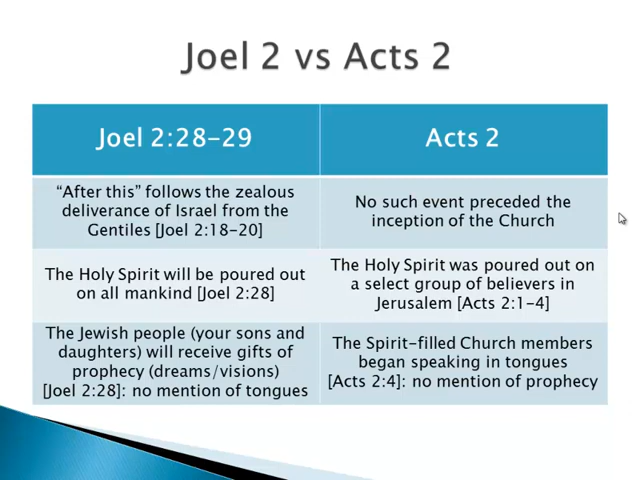 Joel 2 vs Acts 2
Joel 2:28-29
Acts 2
“After this” follows the zealous
deliverance of Israel from the
Gentiles [Joel 2:18-20]
No such event preceded the
inception of the Church
The Holy Spirit will be poured out
on all mankind [Joel 2:28]
The Holy Spirit was poured out on
a select group of believers in
Jerusalem [Acts 2:1-4]
The Jewish people (your sons and
daughters) will receive gifts of
prophecy (dreams/visions)
[Joel 2:28]: no mention of tongues
The Spirit-filled Church members
began speaking in tongues
[Acts 2:4]: no mention of prophecy